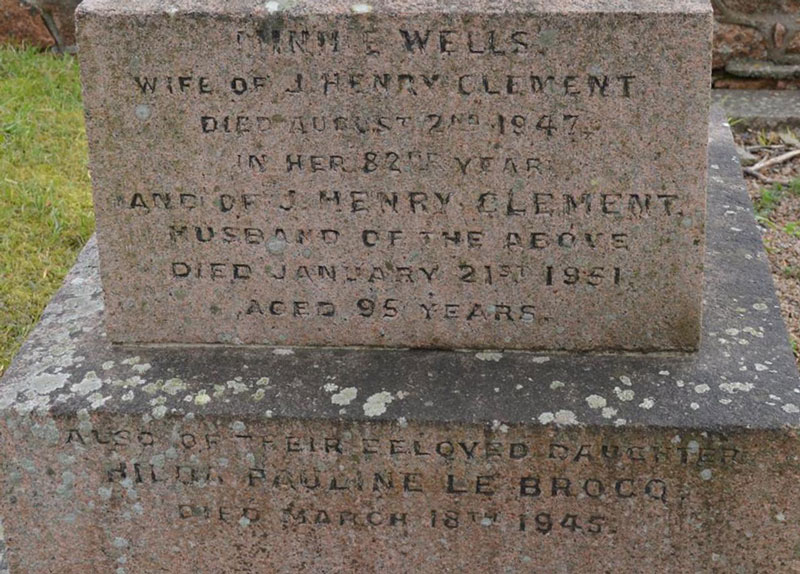 MINNIE WELLS.
WIFE OF J. HENRY CLEMENT
DIED AUGUST 2ND 1947,
IN HER 82ND YEAR
AND OF J. HENRY CLEMENT,
HUSBAND OF THE ABOVE
DIED JANUARY 21ST 1951.
AGED 95 YEARS.
ALSO OF THEIR BELOVED DAUGHTER
HILDA PAULINE LE BROCQ.
DIED MARCH 18TH 1945.